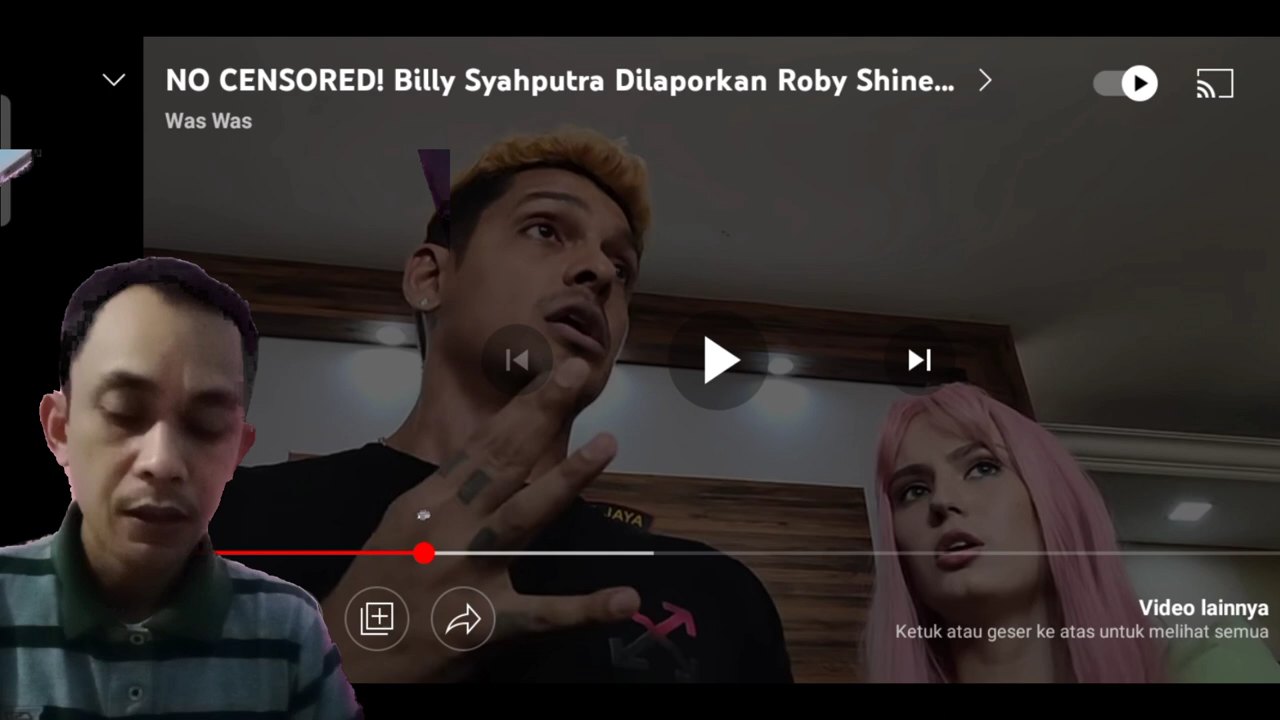 NO CENSORED! Billy Syahputra Dilaporkan Roby Shine...
Was Was
JAYA
Video lainnya
Ketuk atau geser ke atas untuk melihat semua